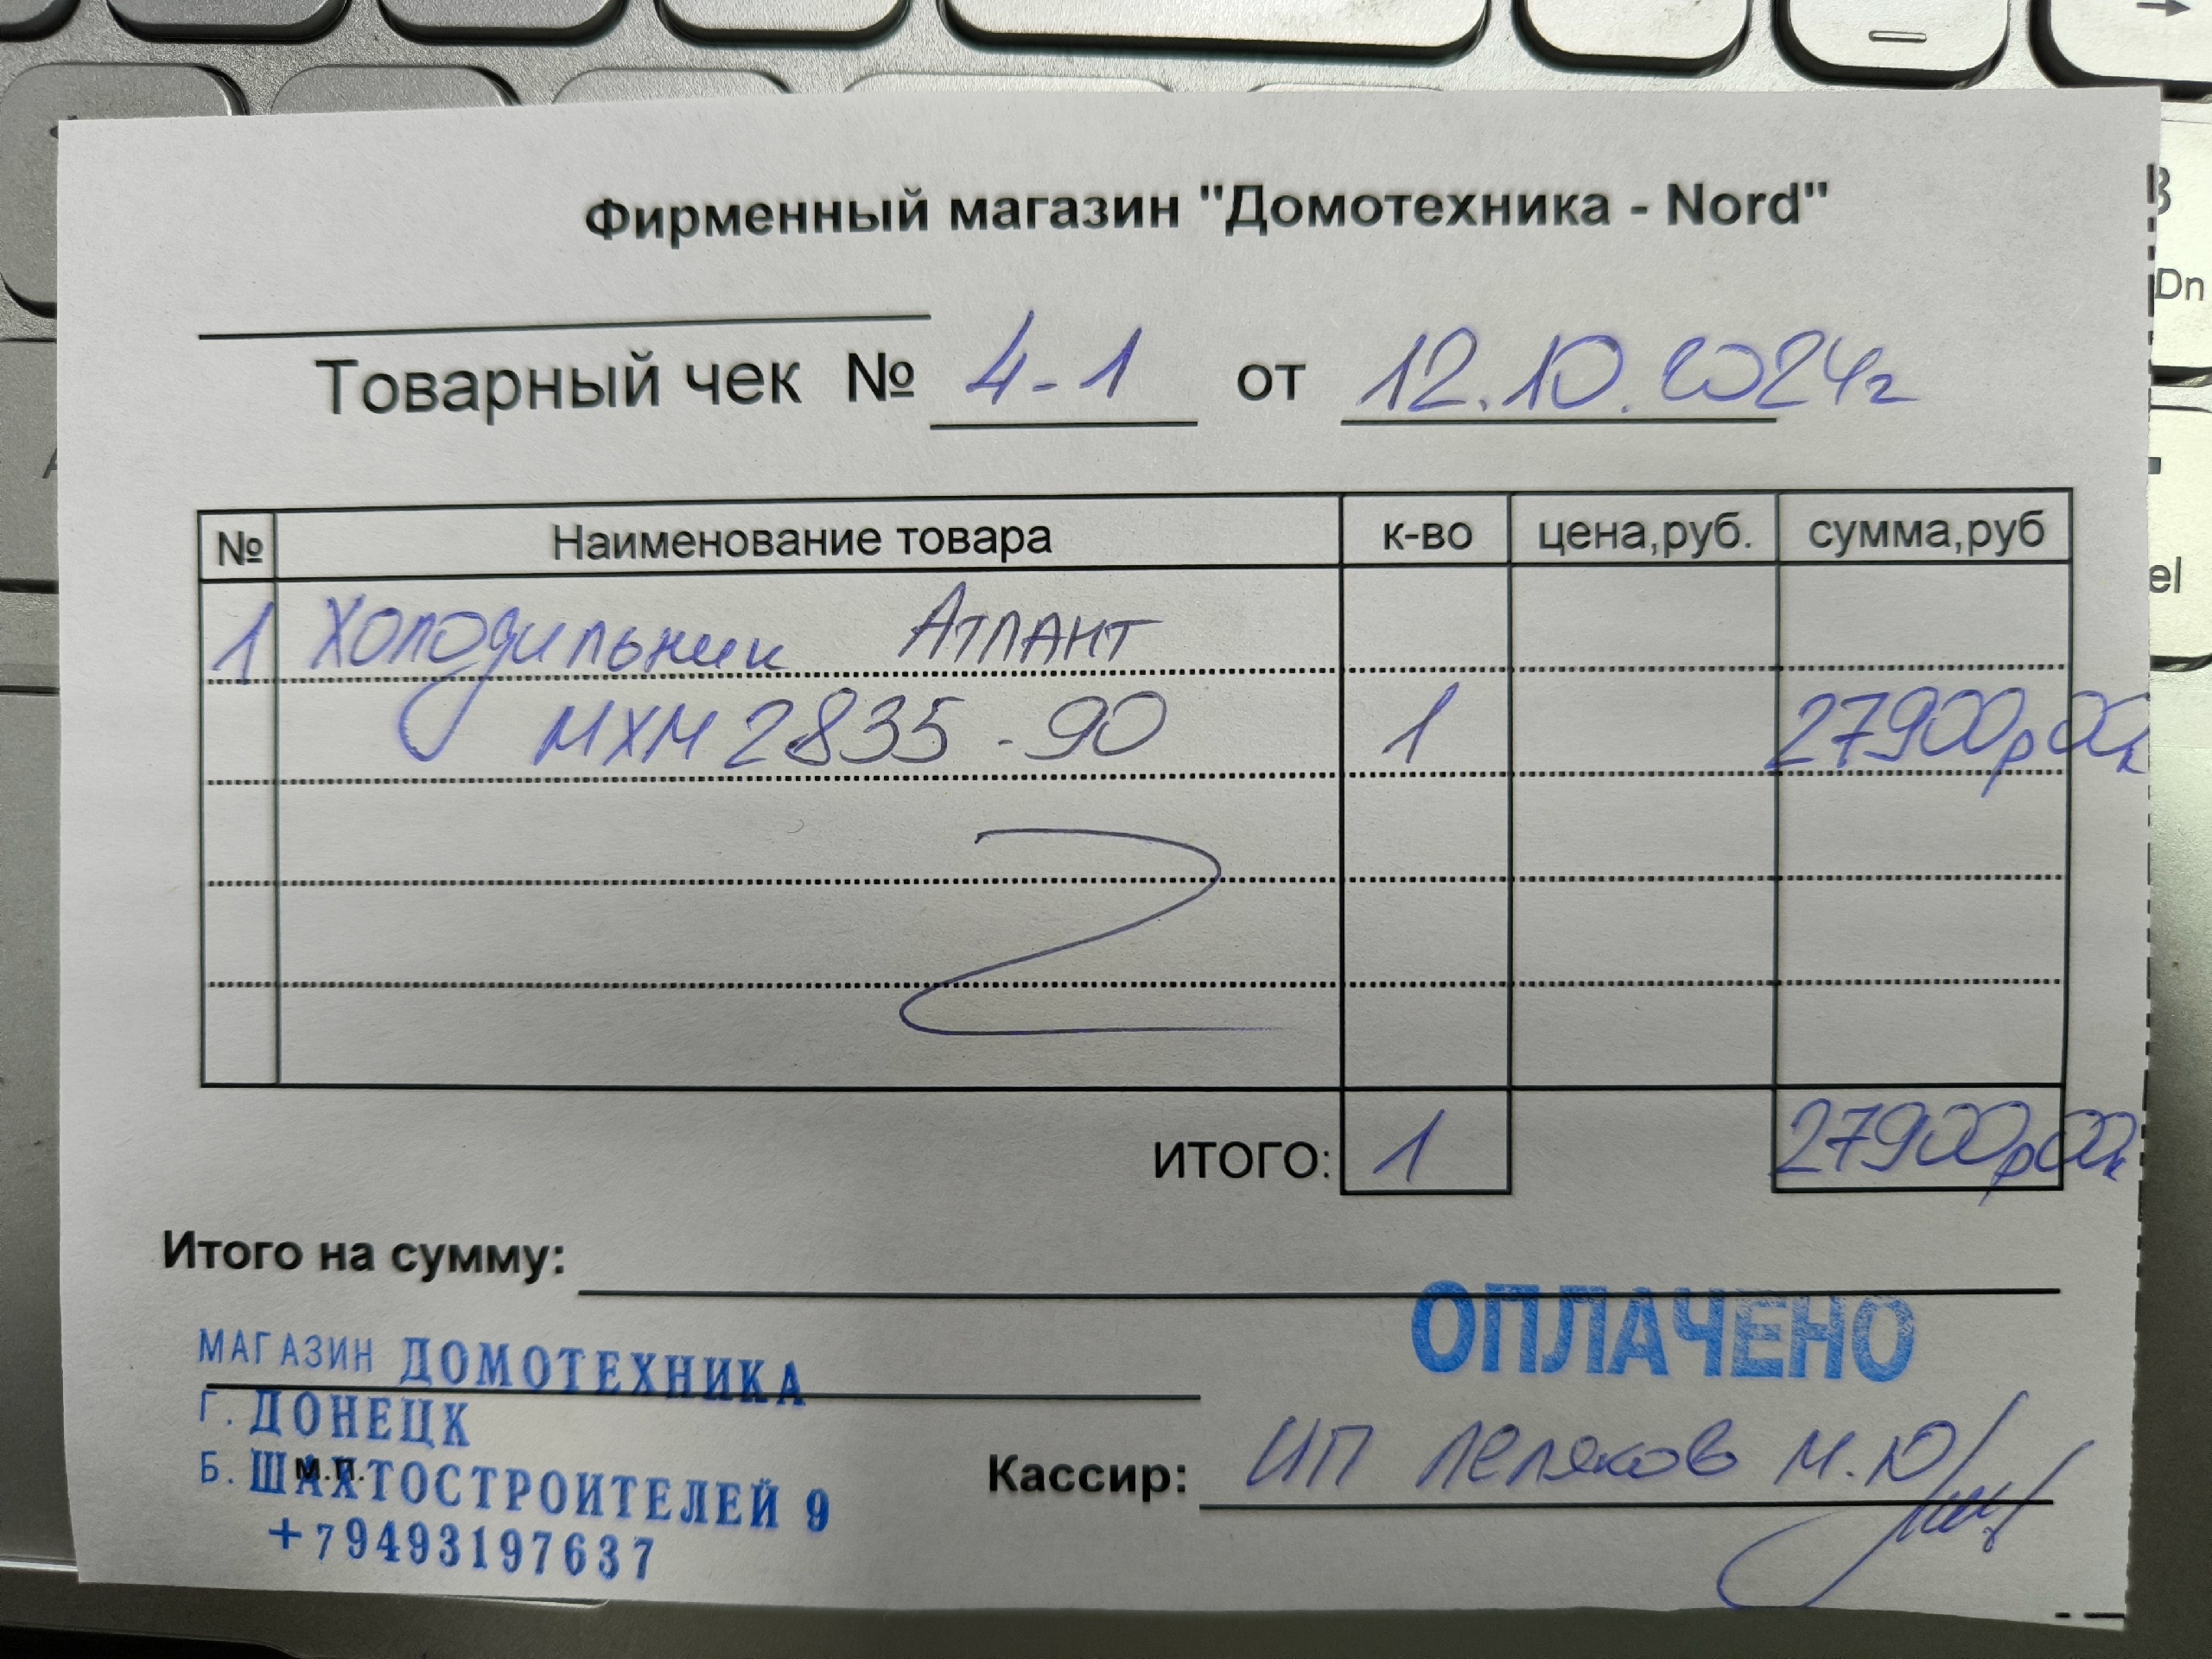 Фирменный магазин "Домотехника - Nord"
Товарный чек № 4-1 от 12.10.2024г
№ Наименование товара к-во цена,руб. сумма,руб
1 Холодильник Атлант
МХМ 2835-90 1 27900р00к
ИТОГО: 1 27900р00к
Итого на сумму:
ОПЛАЧЕНО
МАГАЗИН ДОМОТЕХНИКА
Г. ДОНЕЦК
Б. ШАХТОСТРОИТЕЛЕЙ 9
м.п.
+79493197637
Кассир: ИП Леляков М.Ю
Dn